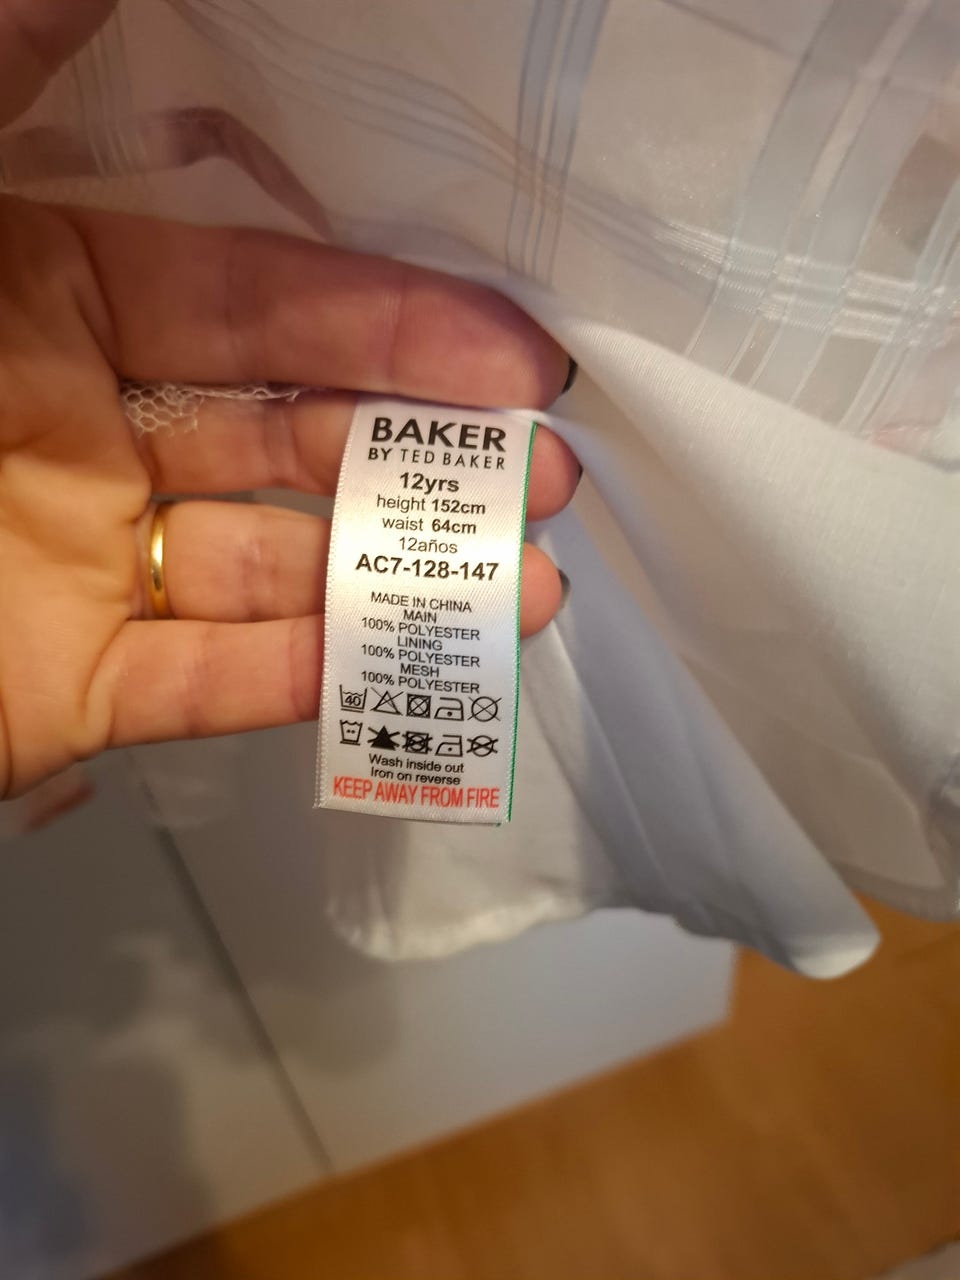 BAKER
BY TED BAKER
12yrs
height 152cm
waist 64cm
12años
AC7-128-147
MADE IN CHINA
MAIN
100% POLYESTER
LINING
100% POLYESTER
MESH
100% POLYESTER
40
Wash inside out
Iron on reverse
KEEP AWAY FROM FIRE